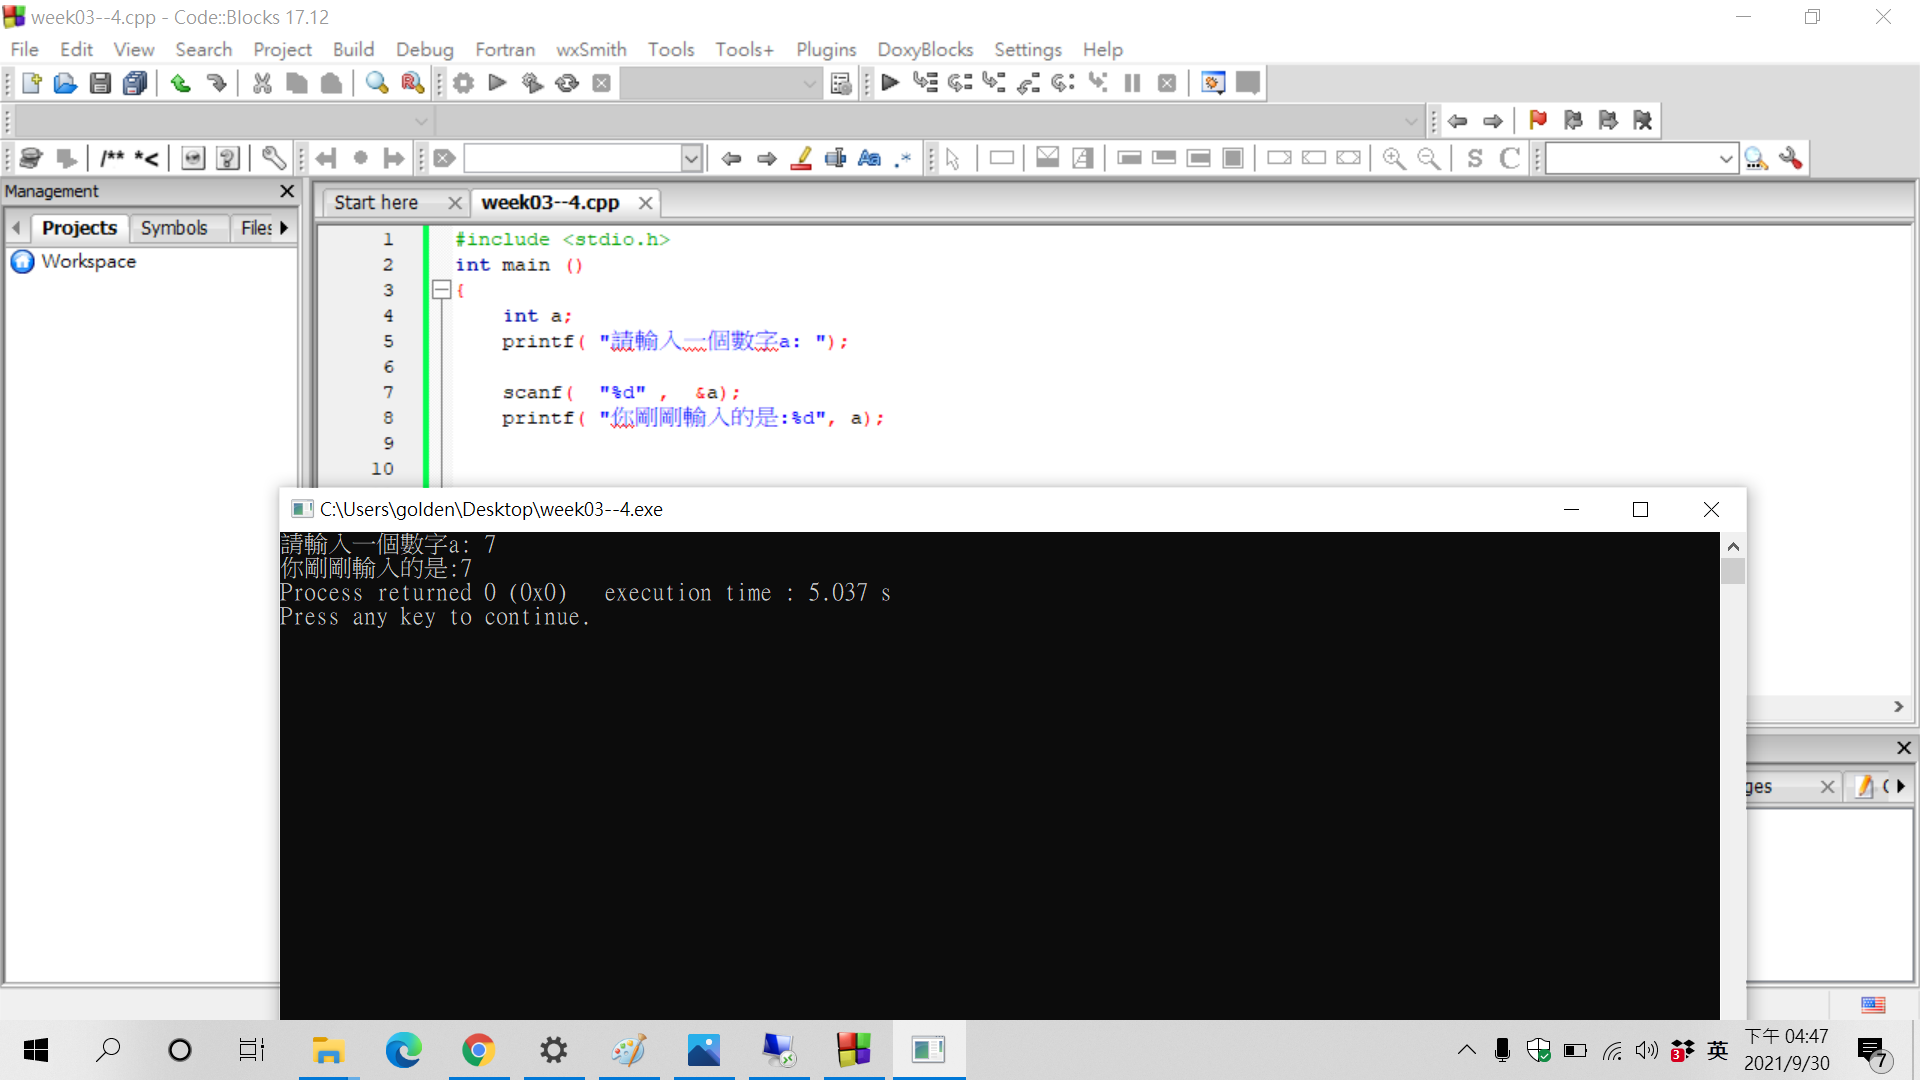 week03--4.cpp - Code::Blocks 17.12
File Edit View Search Project Build Debug Fortran wxSmith Tools Tools+ Plugins DoxyBlocks Settings Help
/** *<
S C
Management
Start here week03--4.cpp
Projects Symbols Files
Workspace
1 #include <stdio.h>
2 int main ()
3 {
4 int a;
5 printf( "請輸入一個數字a: ");
6
7 scanf( "%d" , &a);
8 printf( "你剛剛輸入的是:%d", a);
9
10
C:\Users\golden\Desktop\week03--4.exe
請輸入一個數字a: 7
你剛剛輸入的是:7
Process returned 0 (0x0) execution time : 5.037 s
Press any key to continue.
下午 04:47
英
2021/9/30
3
7